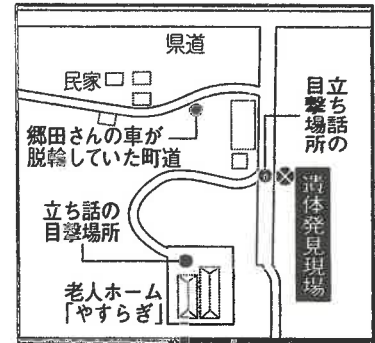 県道
民家
立ち話の
目撃場所
郷田さんの車が
脱輪していた町道
遺体発見現場
立ち話の
目撃場所
老人ホーム
「やすらぎ」